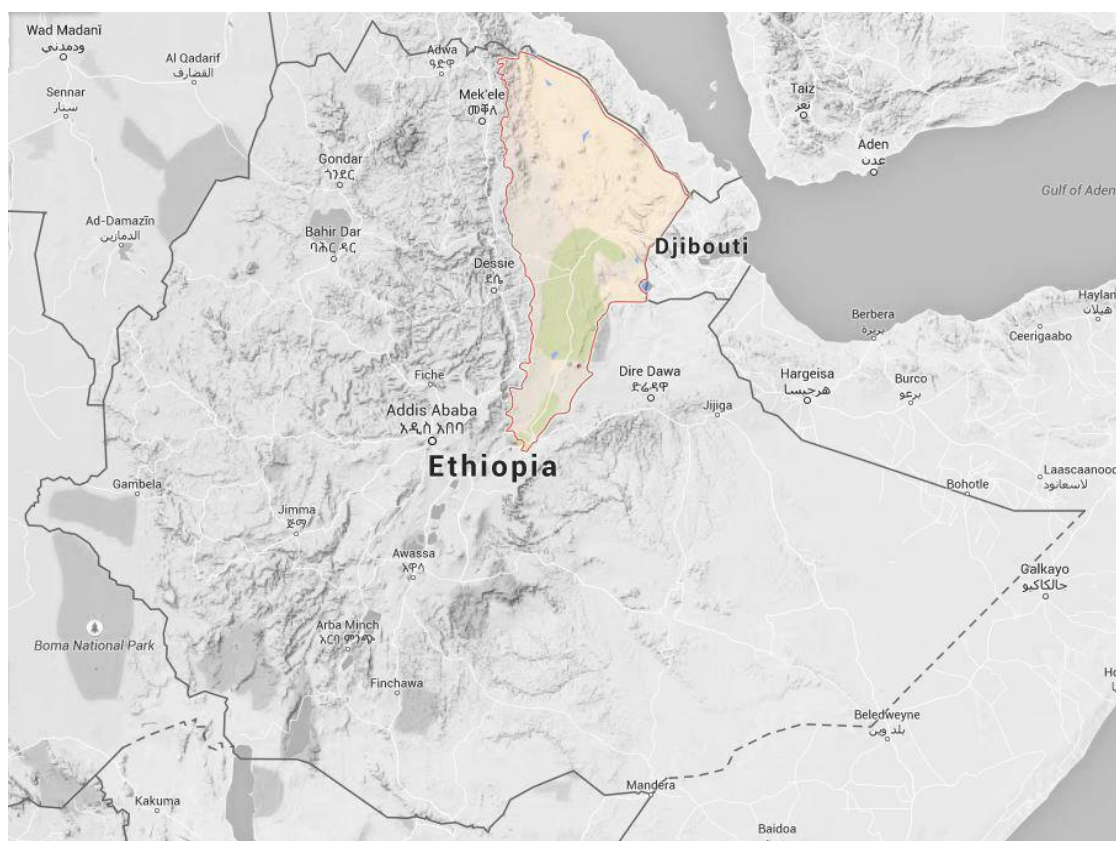 Wad Madanī
ودمدني
Al Qadarif
القضارف
Sennar
سنار
Adwa
ዓድዋ
Mek'ele
መቐለ
Taiz
تعز
Aden
عدن
Gulf of Aden
Gondar
ጎንደር
Ad-Damazīn
الدمازين
Bahir Dar
ባሕር ዳር
Dessie
ደሴ
Djibouti
Berbera
بربرة
Haylan
هيلان
Ceerigaabo
Fiche
Dire Dawa
ድሬዳዋ
Hargeisa
هرجيسا
Burco
برعو
Addis Ababa
አዲስ አበባ
Jijiga
Ethiopia
Gambela
Bohotle
Laascaanood
لاسعانود
Jimma
ጅማ
Awassa
አዋሳ
Galkayo
جالكاكيو
Arba Minch
አርባ ምንጭ
Boma National Park
Finchawa
Beledweyne
بلد وين
Mandera
Kakuma
Baidoa